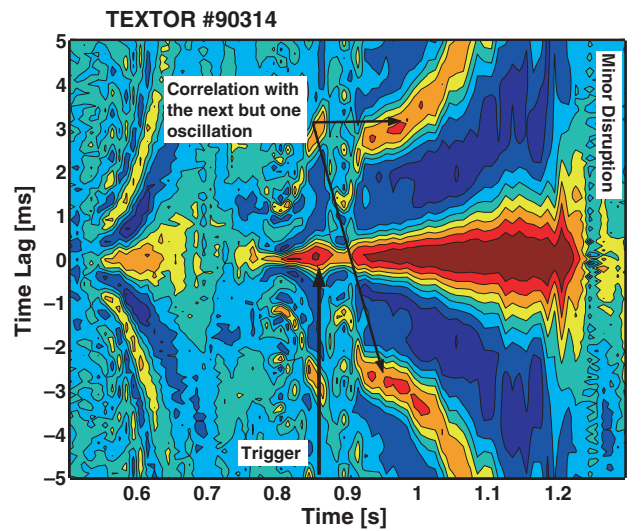 TEXTOR #90314
5
4
3
2
1
0
−1
−2
−3
−4
−5
Time Lag [ms]
Correlation with
the next but one
oscillation
Minor Disruption
Trigger
0.6 0.7 0.8 0.9 1 1.1 1.2
Time [s]